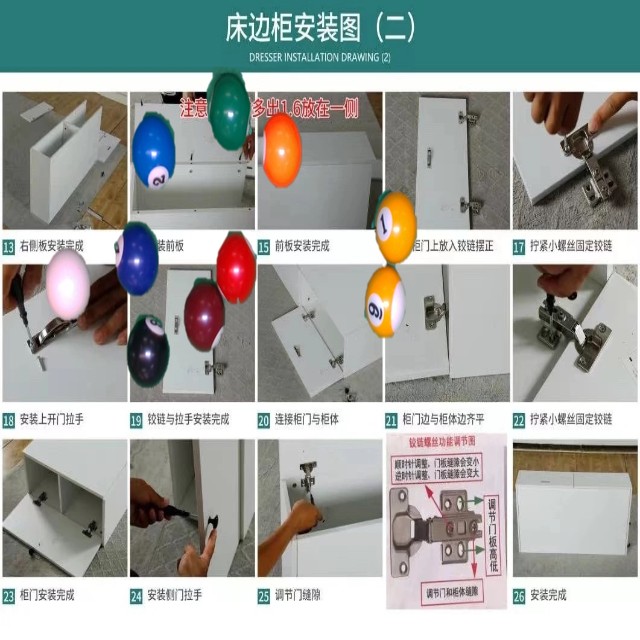 床边柜安装图（二）
DRESSER INSTALLATION DRAWING (2)
注意 多出1.6放在一侧
13 右侧板安装完成
装前板
15 前板安装完成
柜门上放入铰链摆正
17 拧紧小螺丝固定铰链
2
1
18 安装上开门拉手
19 铰链与拉手安装完成
20 连接柜门与柜体
21 柜门边与柜体边齐平
22 拧紧小螺丝固定铰链
23 柜门安装完成
24 安装侧门拉手
25 调节门缝隙
铰链螺丝功能调节图
顺时针调整、门板缝隙会变小
逆时针调整、门板缝隙会变大
调节门板高低
调节门和柜体缝隙
26 安装完成